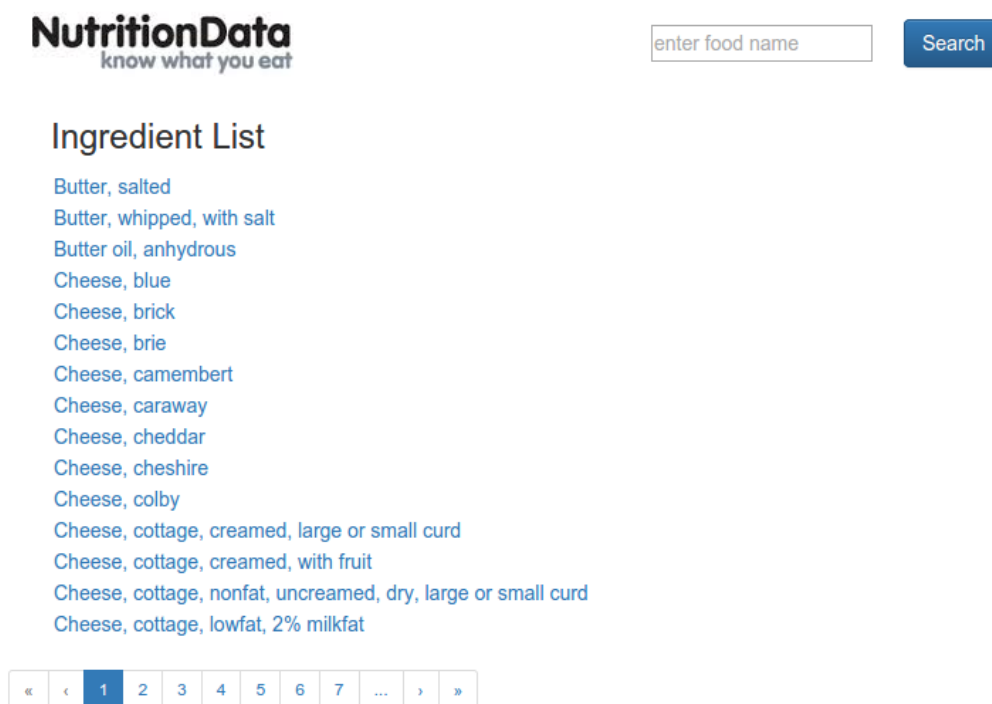 NutritionData
know what you eat
enter food name
Search
Ingredient List
Butter, salted
Butter, whipped, with salt
Butter oil, anhydrous
Cheese, blue
Cheese, brick
Cheese, brie
Cheese, camembert
Cheese, caraway
Cheese, cheddar
Cheese, cheshire
Cheese, colby
Cheese, cottage, creamed, large or small curd
Cheese, cottage, creamed, with fruit
Cheese, cottage, nonfat, uncreamed, dry, large or small curd
Cheese, cottage, lowfat, 2% milkfat
« ‹ 1 2 3 4 5 6 7 ... › »